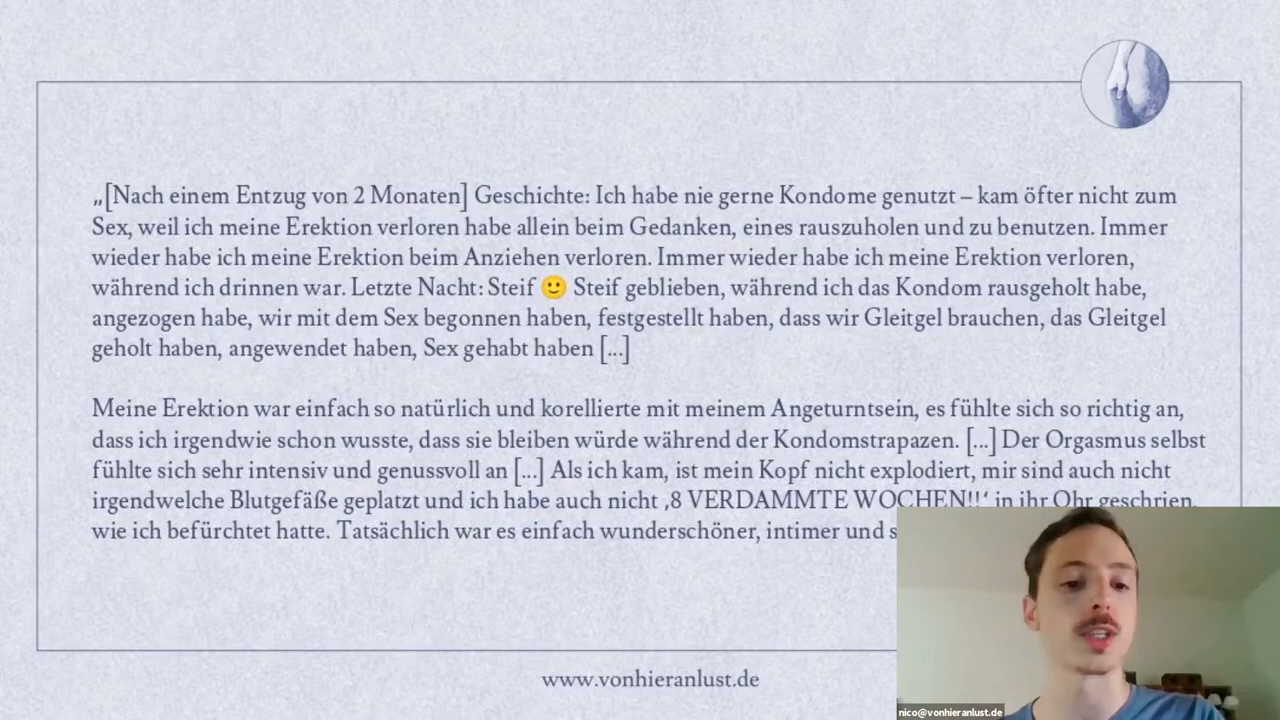 „[Nach einem Entzug von 2 Monaten] Geschichte: Ich habe nie gerne Kondome genutzt – kam öfter nicht zum
Sex, weil ich meine Erektion verloren habe allein beim Gedanken, eines rauszuholen und zu benutzen. Immer
wieder habe ich meine Erektion beim Anziehen verloren. Immer wieder habe ich meine Erektion verloren,
während ich drinnen war. Letzte Nacht: Steif 🙂 Steif geblieben, während ich das Kondom rausgeholt habe,
angezogen habe, wir mit dem Sex begonnen haben, festgestellt haben, dass wir Gleitgel brauchen, das Gleitgel
geholt haben, angewendet haben, Sex gehabt haben [...]
Meine Erektion war einfach so natürlich und korellierte mit meinem Angeturntsein, es fühlte sich so richtig an,
dass ich irgendwie schon wusste, dass sie bleiben würde während der Kondomstrapazen. [...] Der Orgasmus selbst
fühlte sich sehr intensiv und genussvoll an [...] Als ich kam, ist mein Kopf nicht explodiert, mir sind auch nicht
irgendwelche Blutgefäße geplatzt und ich habe auch nicht ‚8 VERDAMMTE WOCHEN!!‘ in ihr Ohr geschrien,
wie ich befürchtet hatte. Tatsächlich war es einfach wunderschöner, intimer und
www.vonhieranlust.de
nico@vonhieranlust.de